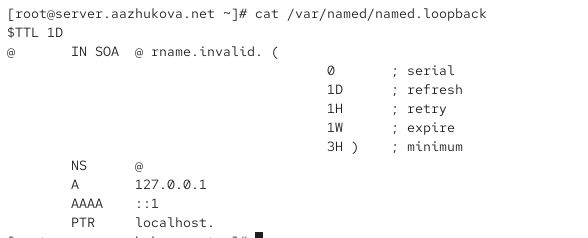 [root@server.aazhukova.net ~]# cat /var/named/named.loopback
$TTL 1D
@       IN SOA  @ rname.invalid. (
                                        0       ; serial
                                        1D      ; refresh
                                        1H      ; retry
                                        1W      ; expire
                                        3H )    ; minimum
        NS      @
        A       127.0.0.1
        AAAA    ::1
        PTR     localhost.